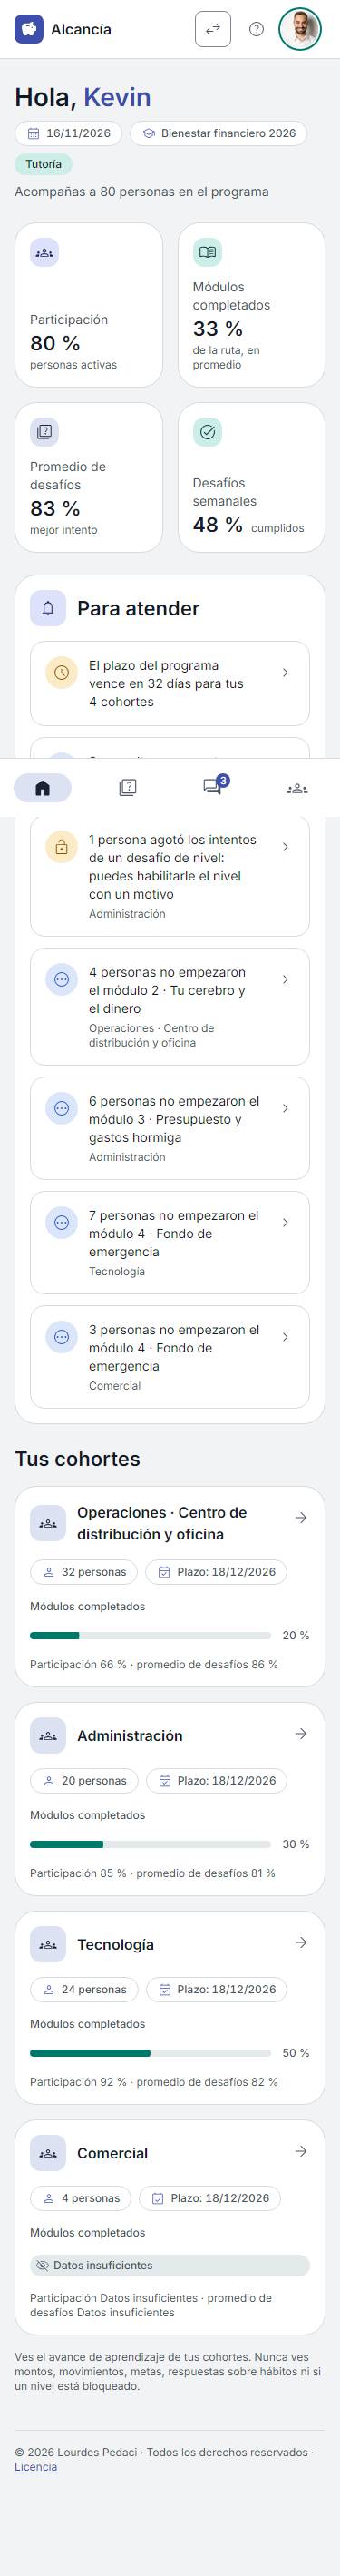 Alcancía
Hola, Kevin
16/11/2026
Bienestar financiero 2026
Tutoría
Acompañas a 80 personas en el programa
Participación
80 %
personas activas
Módulos
completados
33 %
de la ruta, en
promedio
Promedio de
desafíos
83 %
mejor intento
Desafíos
semanales
48 % cumplidos
Para atender
El plazo del programa
vence en 32 días para tus
4 cohortes
3
1 persona agotó los intentos
de un desafío de nivel:
puedes habilitarle el nivel
con un motivo
Administración
4 personas no empezaron
el módulo 2 · Tu cerebro y
el dinero
Operaciones · Centro de
distribución y oficina
6 personas no empezaron el
módulo 3 · Presupuesto y
gastos hormiga
Administración
7 personas no empezaron el
módulo 4 · Fondo de
emergencia
Tecnología
3 personas no empezaron el
módulo 4 · Fondo de
emergencia
Comercial
Tus cohortes
Operaciones · Centro de
distribución y oficina
32 personas
Plazo: 18/12/2026
Módulos completados
20 %
Participación 66 % · promedio de desafíos 86 %
Administración
20 personas
Plazo: 18/12/2026
Módulos completados
30 %
Participación 85 % · promedio de desafíos 81 %
Tecnología
24 personas
Plazo: 18/12/2026
Módulos completados
50 %
Participación 92 % · promedio de desafíos 82 %
Comercial
4 personas
Plazo: 18/12/2026
Módulos completados
Datos insuficientes
Participación Datos insuficientes · promedio de
desafíos Datos insuficientes
Ves el avance de aprendizaje de tus cohortes. Nunca ves
montos, movimientos, metas, respuestas sobre hábitos ni si
un nivel está bloqueado.
© 2026 Lourdes Pedaci · Todos los derechos reservados ·
Licencia